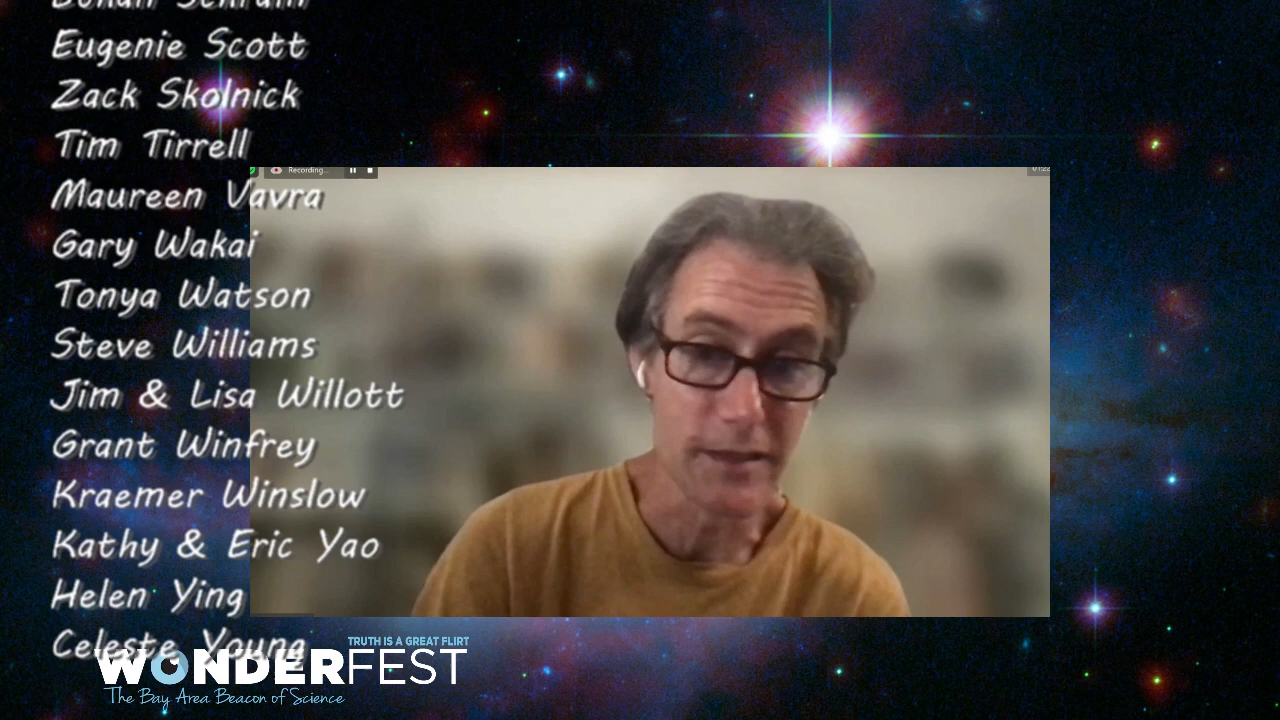 Eugenie Scott
Zack Skolnick
Tim Tirrell
Recording...
Maureen Vavra
Gary Wakai
Tonya Watson
Steve Williams
Jim & Lisa Willott
Grant Winfrey
Kraemer Winslow
Kathy & Eric Yao
Helen Ying
Celeste Young
TRUTH IS A GREAT FLIRT
WONDERFEST
The Bay Area Beacon of Science